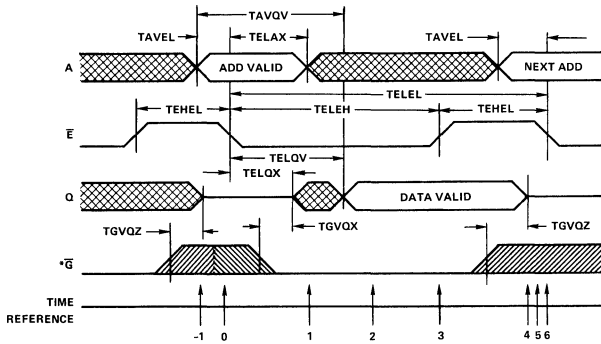 TAVQV
TAVEL TELAX TAVEL
A ADD VALID NEXT ADD
TELEL
TEHEL TELEH TEHEL
E
TELQV
TELQX
Q DATA VALID
TGVQZ TGVQX TGVQZ
*G
TIME
REFERENCE
-1 0 1 2 3 4 5 6